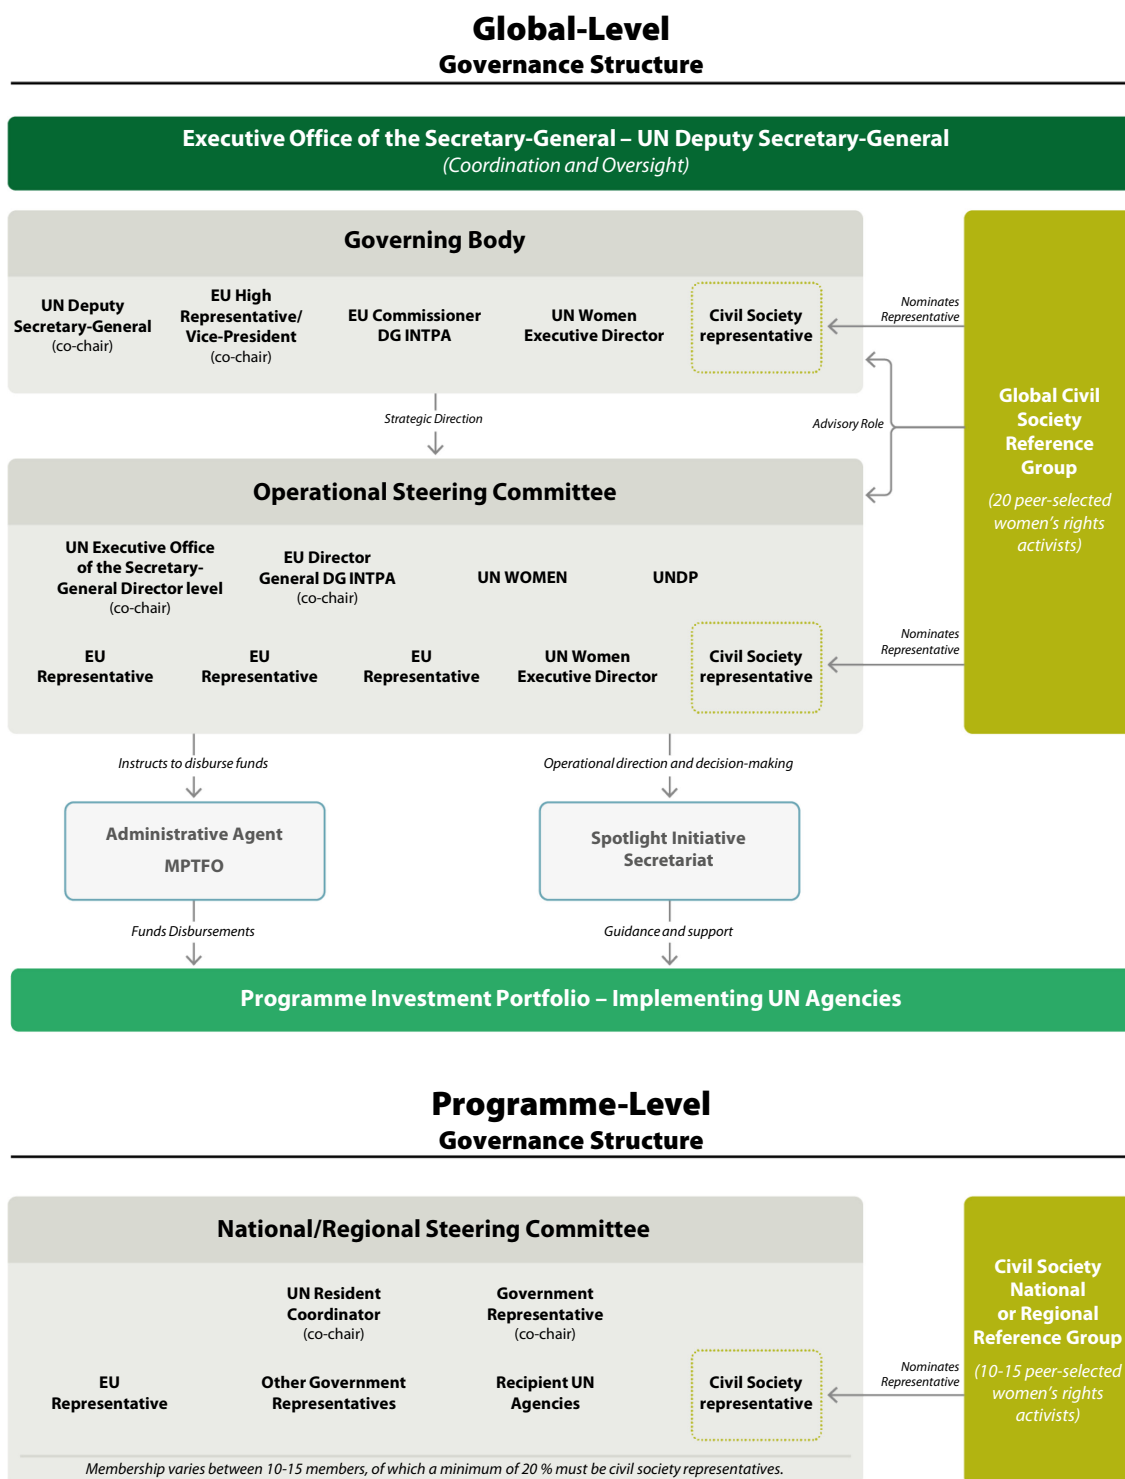 Global-Level
Governance Structure
Executive Office of the Secretary-General – UN Deputy Secretary-General
(Coordination and Oversight)
Governing Body
UN Deputy
Secretary-General
(co-chair)
EU High
Representative/
Vice-President
(co-chair)
EU Commissioner
DG INTPA
UN Women
Executive Director
Civil Society
representative
Nominates
Representative
Strategic Direction
Advisory Role
Global Civil
Society
Reference
Group
(20 peer-selected
women's rights
activists)
Operational Steering Committee
UN Executive Office
of the Secretary-
General Director level
(co-chair)
EU Director
General DG INTPA
(co-chair)
UN WOMEN
UNDP
EU
Representative
EU
Representative
EU
Representative
UN Women
Executive Director
Civil Society
representative
Nominates
Representative
Instructs to disburse funds
Operational direction and decision-making
Administrative Agent
MPTFO
Spotlight Initiative
Secretariat
Funds Disbursements
Guidance and support
Programme Investment Portfolio – Implementing UN Agencies
Programme-Level
Governance Structure
National/Regional Steering Committee
UN Resident
Coordinator
(co-chair)
Government
Representative
(co-chair)
EU
Representative
Other Government
Representatives
Recipient UN
Agencies
Civil Society
representative
Nominates
Representative
Civil Society
National
or Regional
Reference Group
(10-15 peer-selected
women's rights
activists)
Membership varies between 10-15 members, of which a minimum of 20 % must be civil society representatives.